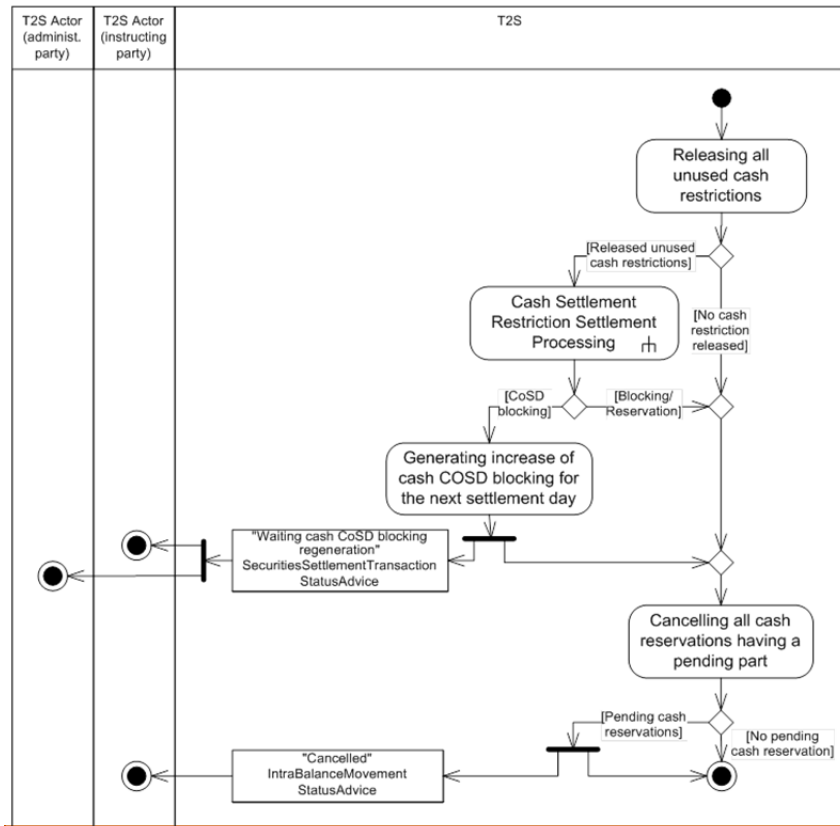 T2S Actor
(administ.
party)
T2S Actor
(instructing
party)
T2S
Releasing all
unused cash
restrictions
[Released unused
cash restrictions]
Cash Settlement
Restriction Settlement
Processing
[No cash
restriction
released]
[CoSD
blocking]
[Blocking/
Reservation]
Generating increase of
cash COSD blocking for
the next settlement day
"Waiting cash CoSD blocking
regeneration"
SecuritiesSettlementTransaction
StatusAdvice
Cancelling all cash
reservations having a
pending part
[Pending cash
reservations]
[No pending
cash reservation]
"Cancelled"
IntraBalanceMovement
StatusAdvice